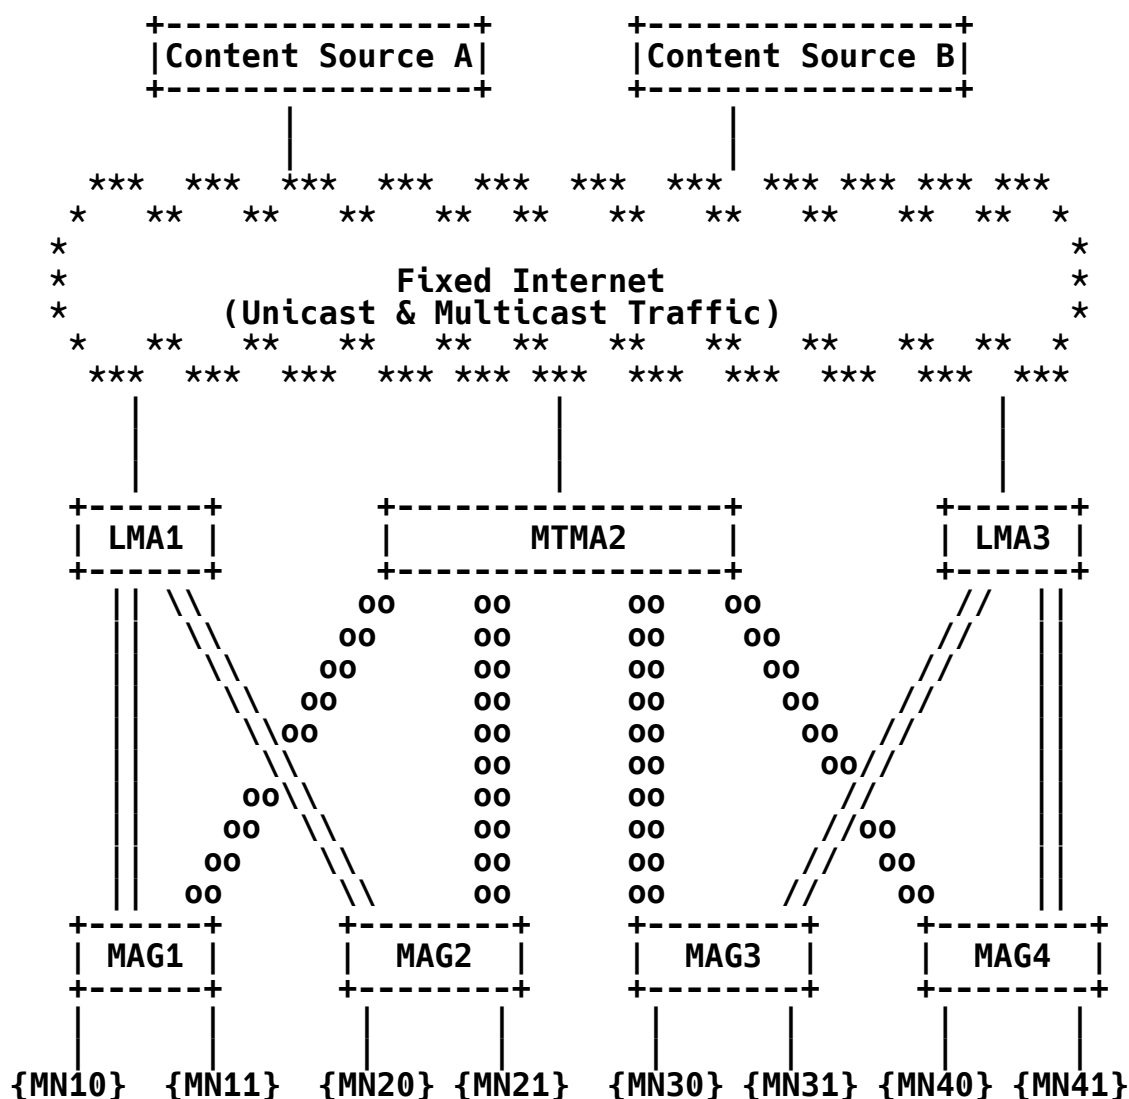 Content Source A Content Source B
Fixed Internet
(Unicast & Multicast Traffic)
LMA1 MTMA2 LMA3
MAG1 MAG2 MAG3 MAG4
{MN10} {MN11} {MN20} {MN21} {MN30} {MN31} {MN40} {MN41}